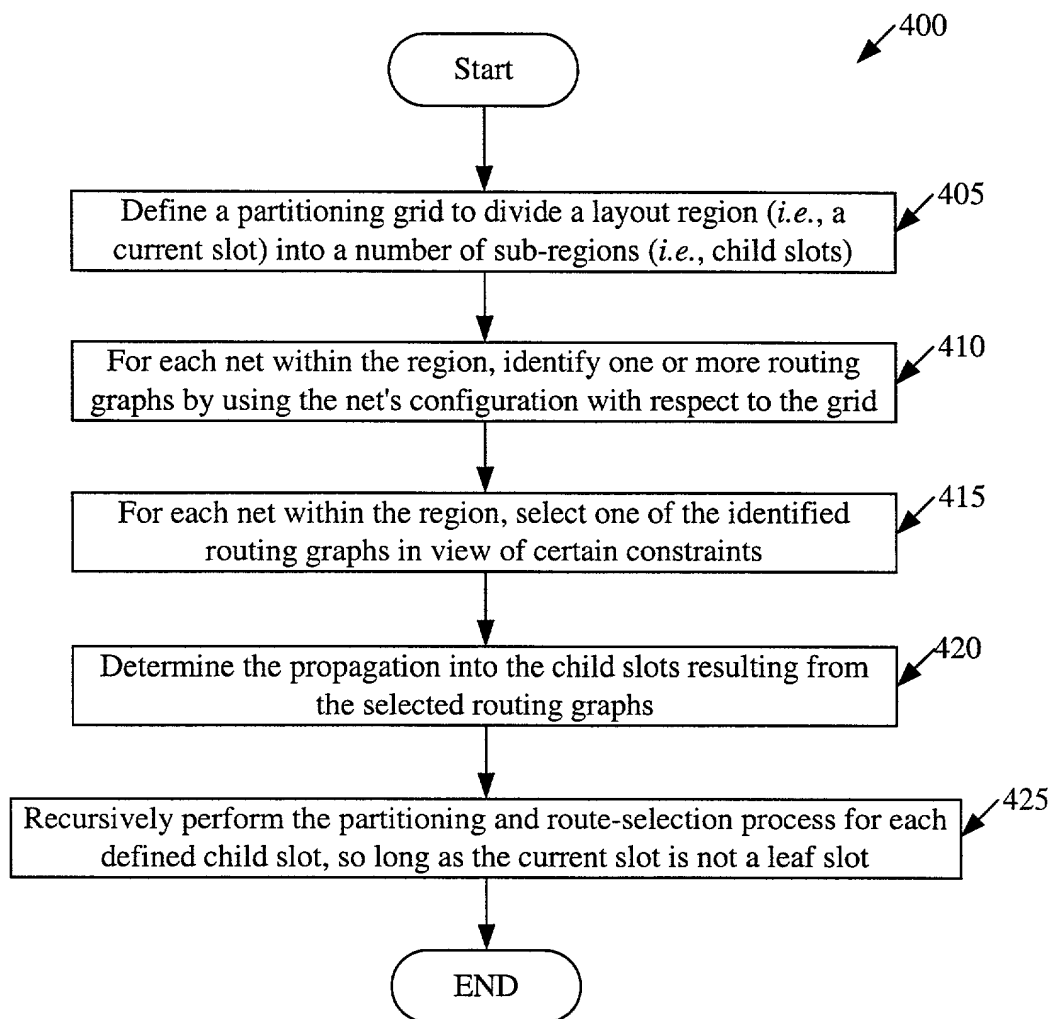 400
Start
405
Define a partitioning grid to divide a layout region (i.e., a
current slot) into a number of sub-regions (i.e., child slots)
410
For each net within the region, identify one or more routing
graphs by using the net's configuration with respect to the grid
415
For each net within the region, select one of the identified
routing graphs in view of certain constraints
420
Determine the propagation into the child slots resulting from
the selected routing graphs
425
Recursively perform the partitioning and route-selection process for each
defined child slot, so long as the current slot is not a leaf slot
END